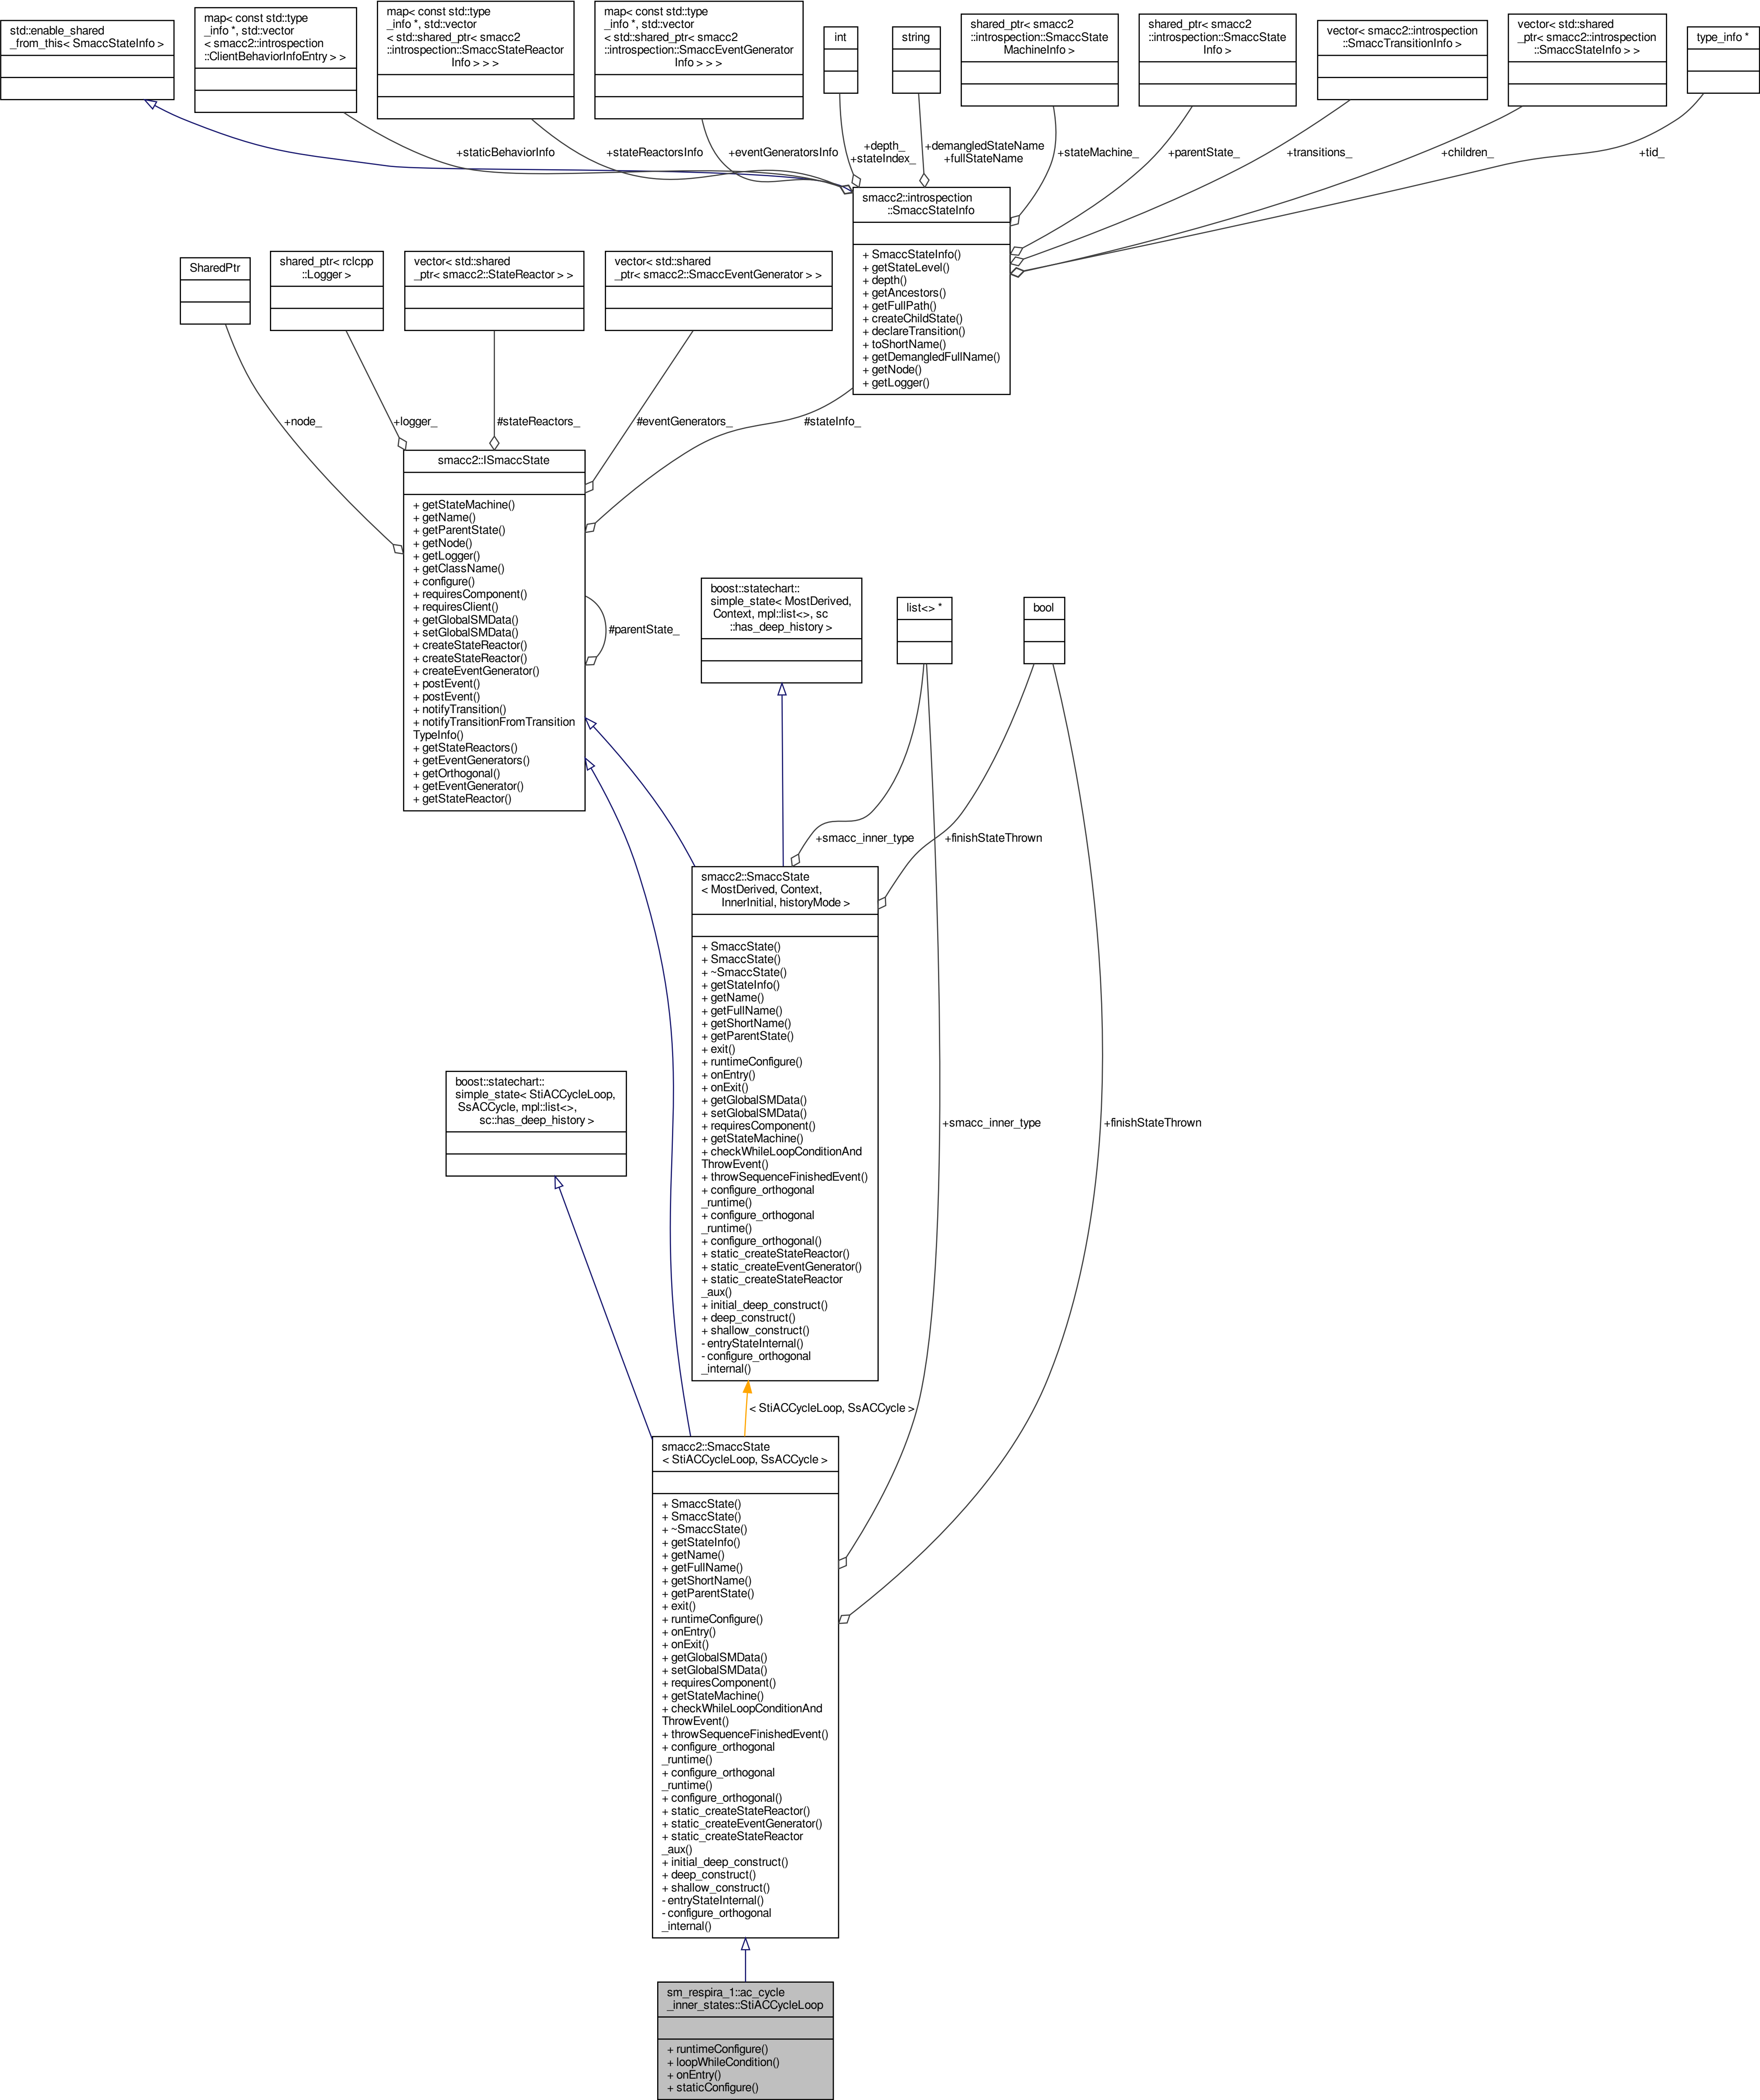 std::enable_shared
_from_this< SmaccStateInfo >
map< const std::type
_info *, std::vector
< smacc2::introspection
::ClientBehaviorInfoEntry > >
map< const std::type
_info *, std::vector
< std::shared_ptr< smacc2
::introspection::SmaccStateReactor
Info > > >
map< const std::type
_info *, std::vector
< std::shared_ptr< smacc2
::introspection::SmaccEventGenerator
Info > > >
int
string
shared_ptr< smacc2
::introspection::SmaccState
MachineInfo >
shared_ptr< smacc2
::introspection::SmaccState
Info >
vector< smacc2::introspection
::SmaccTransitionInfo >
vector< std::shared
_ptr< smacc2::introspection
::SmaccStateInfo > >
type_info *
+staticBehaviorInfo
+stateReactorsInfo
+eventGeneratorsInfo
+depth_
+stateIndex_
+demangledStateName
+fullStateName
+stateMachine_
+parentState_
+transitions_
+children_
+tid_
smacc2::introspection
::SmaccStateInfo
+ SmaccStateInfo()
+ getStateLevel()
+ depth()
+ getAncestors()
+ getFullPath()
+ createChildState()
+ declareTransition()
+ toShortName()
+ getDemangledFullName()
+ getNode()
+ getLogger()
SharedPtr
shared_ptr< rclcpp
::Logger >
vector< std::shared
_ptr< smacc2::StateReactor > >
vector< std::shared
_ptr< smacc2::SmaccEventGenerator > >
+node_
+logger_
#stateReactors_
#eventGenerators_
#stateInfo_
smacc2::ISmaccState
+ getStateMachine()
+ getName()
+ getParentState()
+ getNode()
+ getLogger()
+ getClassName()
+ configure()
+ requiresComponent()
+ requiresClient()
+ getGlobalSMData()
+ setGlobalSMData()
+ createStateReactor()
+ createStateReactor()
+ createEventGenerator()
+ postEvent()
+ postEvent()
+ notifyTransition()
+ notifyTransitionFromTransition
TypeInfo()
+ getStateReactors()
+ getEventGenerators()
+ getOrthogonal()
+ getEventGenerator()
+ getStateReactor()
#parentState_
boost::statechart::
simple_state< MostDerived,
Context, mpl::list<>, sc
::has_deep_history >
list<> *
bool
+smacc_inner_type
+finishStateThrown
smacc2::SmaccState
< MostDerived, Context,
InnerInitial, historyMode >
+ SmaccState()
+ SmaccState()
+ ~SmaccState()
+ getStateInfo()
+ getName()
+ getFullName()
+ getShortName()
+ getParentState()
+ exit()
+ runtimeConfigure()
+ onEntry()
+ onExit()
+ getGlobalSMData()
+ setGlobalSMData()
+ requiresComponent()
+ getStateMachine()
+ checkWhileLoopConditionAnd
ThrowEvent()
+ throwSequenceFinishedEvent()
+ configure_orthogonal
_runtime()
+ configure_orthogonal
_runtime()
+ configure_orthogonal()
+ static_createStateReactor()
+ static_createEventGenerator()
+ static_createStateReactor
_aux()
+ initial_deep_construct()
+ deep_construct()
+ shallow_construct()
- entryStateInternal()
- configure_orthogonal
_internal()
boost::statechart::
simple_state< StiACCycleLoop,
SsACCycle, mpl::list<>,
sc::has_deep_history >
+smacc_inner_type
+finishStateThrown
< StiACCycleLoop, SsACCycle >
smacc2::SmaccState
< StiACCycleLoop, SsACCycle >
+ SmaccState()
+ SmaccState()
+ ~SmaccState()
+ getStateInfo()
+ getName()
+ getFullName()
+ getShortName()
+ getParentState()
+ exit()
+ runtimeConfigure()
+ onEntry()
+ onExit()
+ getGlobalSMData()
+ setGlobalSMData()
+ requiresComponent()
+ getStateMachine()
+ checkWhileLoopConditionAnd
ThrowEvent()
+ throwSequenceFinishedEvent()
+ configure_orthogonal
_runtime()
+ configure_orthogonal
_runtime()
+ configure_orthogonal()
+ static_createStateReactor()
+ static_createEventGenerator()
+ static_createStateReactor
_aux()
+ initial_deep_construct()
+ deep_construct()
+ shallow_construct()
- entryStateInternal()
- configure_orthogonal
_internal()
sm_respira_1::ac_cycle
_inner_states::StiACCycleLoop
+ runtimeConfigure()
+ loopWhileCondition()
+ onEntry()
+ staticConfigure()